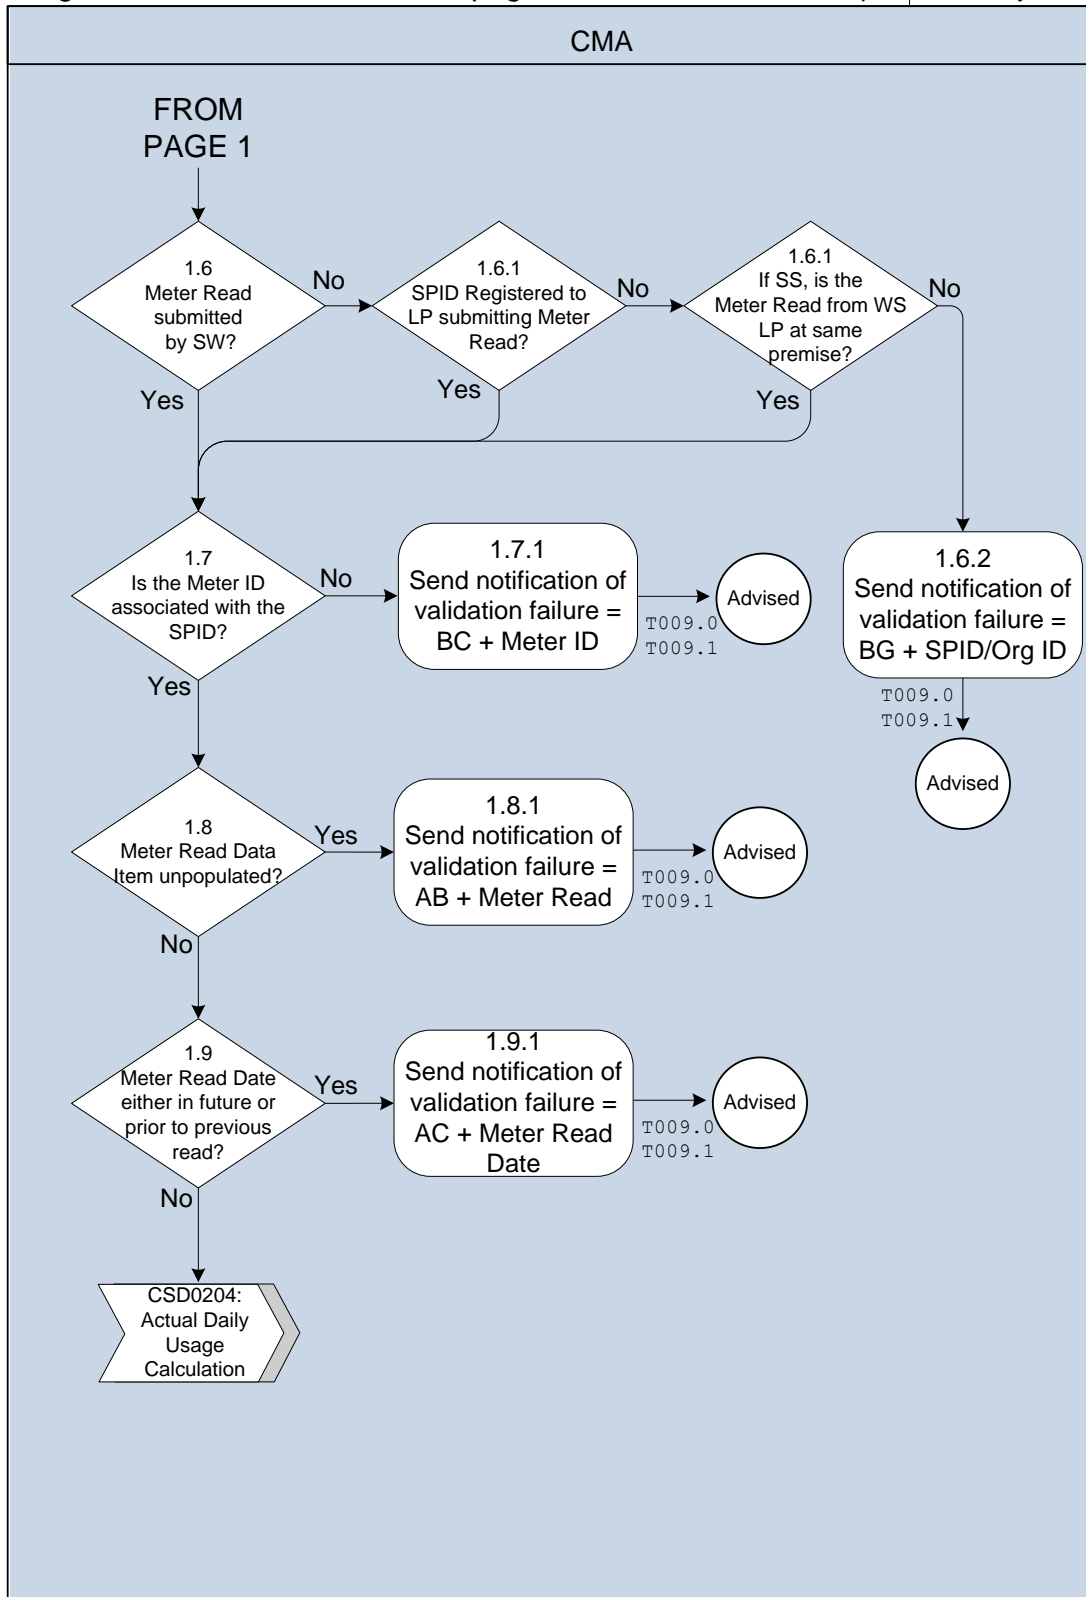 CMA
FROM
PAGE 1
1.6
Meter Read
submitted
by SW?
No
Yes
1.6.1
SPID Registered to
LP submitting Meter
Read?
No
Yes
1.6.1
If SS, is the
Meter Read from WS
LP at same
premise?
No
Yes
1.7
Is the Meter ID
associated with the
SPID?
No
Yes
1.7.1
Send notification of
validation failure =
BC + Meter ID
T009.0
T009.1
Advised
1.6.2
Send notification of
validation failure =
BG + SPID/Org ID
T009.0
T009.1
Advised
1.8
Meter Read Data
Item unpopulated?
Yes
No
1.8.1
Send notification of
validation failure =
AB + Meter Read
T009.0
T009.1
Advised
1.9
Meter Read Date
either in future or
prior to previous
read?
Yes
No
1.9.1
Send notification of
validation failure =
AC + Meter Read
Date
T009.0
T009.1
Advised
CSD0204:
Actual Daily
Usage
Calculation